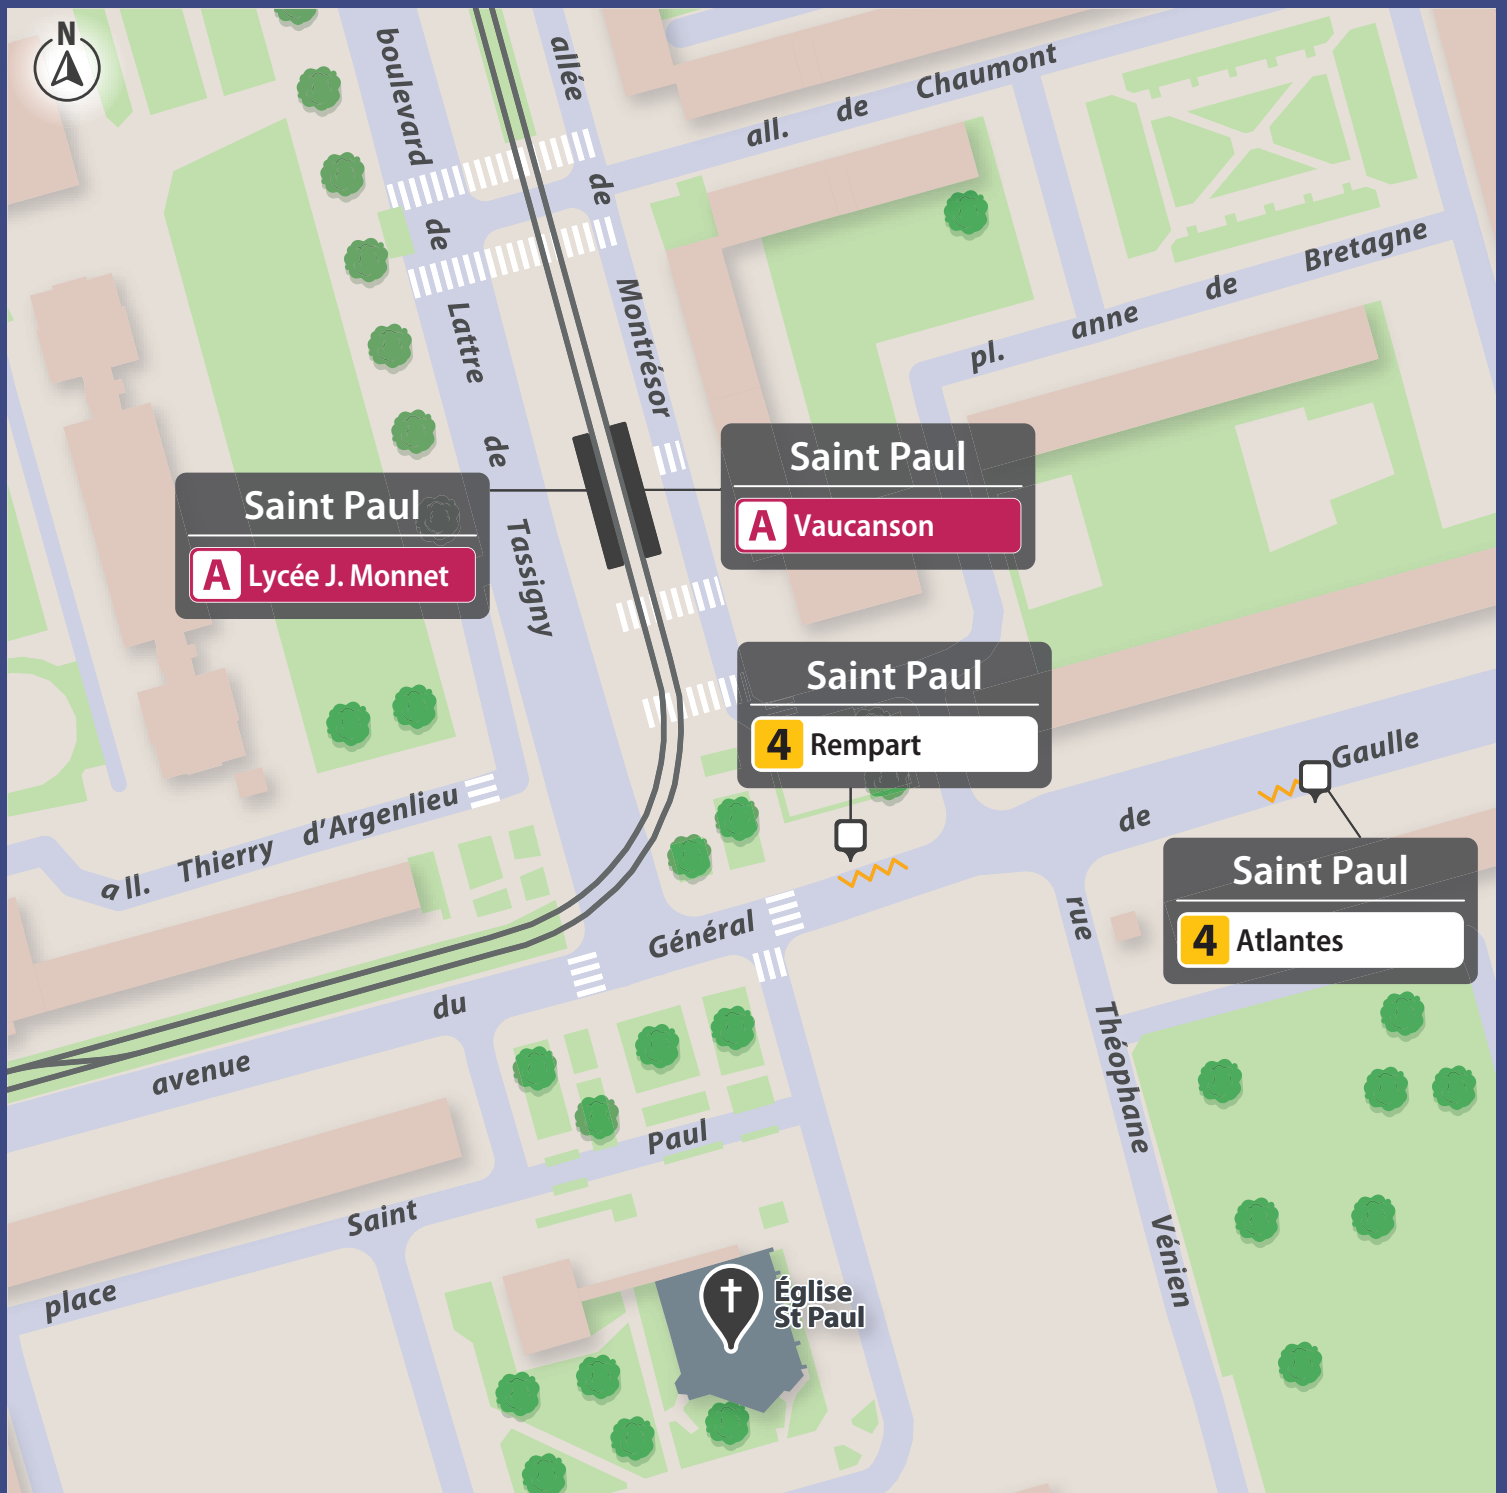 N
boulevard de Lattre de Tassigny
allée de Montrésor
all. de Chaumont
pl. anne de Bretagne
Saint Paul
A Vaucanson
Saint Paul
A Lycée J. Monnet
Saint Paul
4 Rempart
Saint Paul
4 Atlantes
all. Thierry d'Argenlieu
avenue du Général de Gaulle
rue Théophane Vénien
place Saint Paul
Église
St Paul